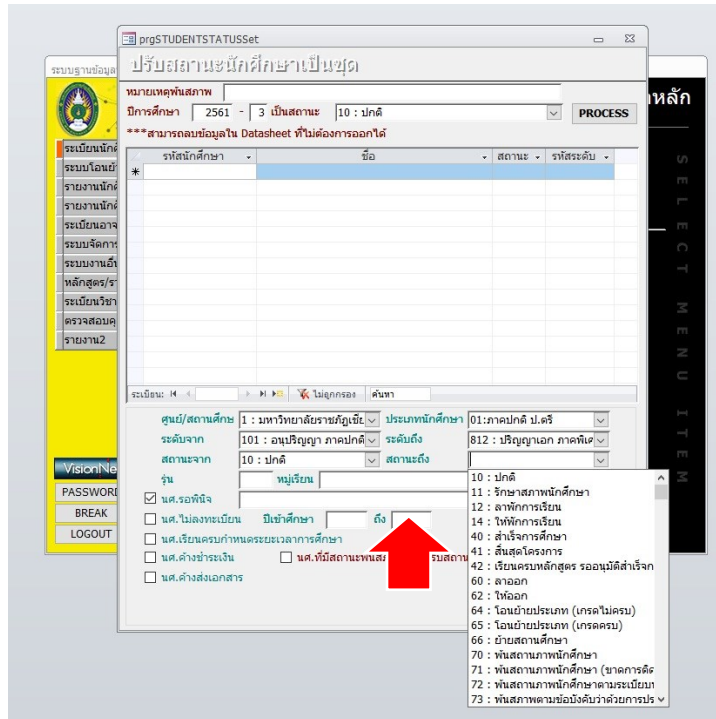 prgSTUDENTSTATUSSet
ระบบฐานข้อมูล
ปรับสถานะนักศึกษาเป็นชุด
หมายเหตุพ้นสภาพ
ปีการศึกษา 2561 - 3 เป็นสถานะ 10 : ปกติ PROCESS
***สามารถลบข้อมูลใน Datasheet ที่ไม่ต้องการออกได้
หลัก
รหัสนักศึกษา ชื่อ สถานะ รหัสระดับ
ระเบียนนักศึ
ระบบโอนย้า
รายงานนักศึ
รายงานนักศึ
ระเบียนอาจ
ระบบจัดการ
ระบบงานอื่น
หลักสูตร/รา
ระเบียนวิชา
ตรวจสอบคุ
รายงาน2
SELECT MENU ITEM
ระเบียน: ไม่ถูกกรอง ค้นหา
ศูนย์/สถานศึกษ 1 : มหาวิทยาลัยราชภัฏเชีย ประเภทนักศึกษา 01:ภาคปกติ ป.ตรี
ระดับจาก 101 : อนุปริญญา ภาคปกติ ระดับถึง 812 : ปริญญาเอก ภาคพิเศ
สถานะจาก 10 : ปกติ สถานะถึง
รุ่น หมู่เรียน
นศ.รอพินิจ
นศ.ไม่ลงทะเบียน ปีเข้าศึกษา ถึง
นศ.เรียนครบกำหนดระยะเวลาการศึกษา
นศ.ค้างชำระเงิน นศ.ที่มีสถานะพ้นสภ รับสถาน
นศ.ค้างส่งเอกสาร
VisionNe
PASSWORD
BREAK
LOGOUT
10 : ปกติ
11 : รักษาสภาพนักศึกษา
12 : ลาพักการเรียน
14 : ให้พักการเรียน
40 : สำเร็จการศึกษา
41 : สิ้นสุดโครงการ
42 : เรียนครบหลักสูตร รออนุมัติสำเร็จก
60 : ลาออก
62 : ให้ออก
64 : โอนย้ายประเภท (เกรดไม่ครบ)
65 : โอนย้ายประเภท (เกรดครบ)
66 : ย้ายสถานศึกษา
70 : พ้นสถานภาพนักศึกษา
71 : พ้นสถานภาพนักศึกษา (ขาดการติด
72 : พ้นสถานภาพนักศึกษาตามระเบียบฯ
73 : พ้นสภาพตามข้อบังคับว่าด้วยการปร